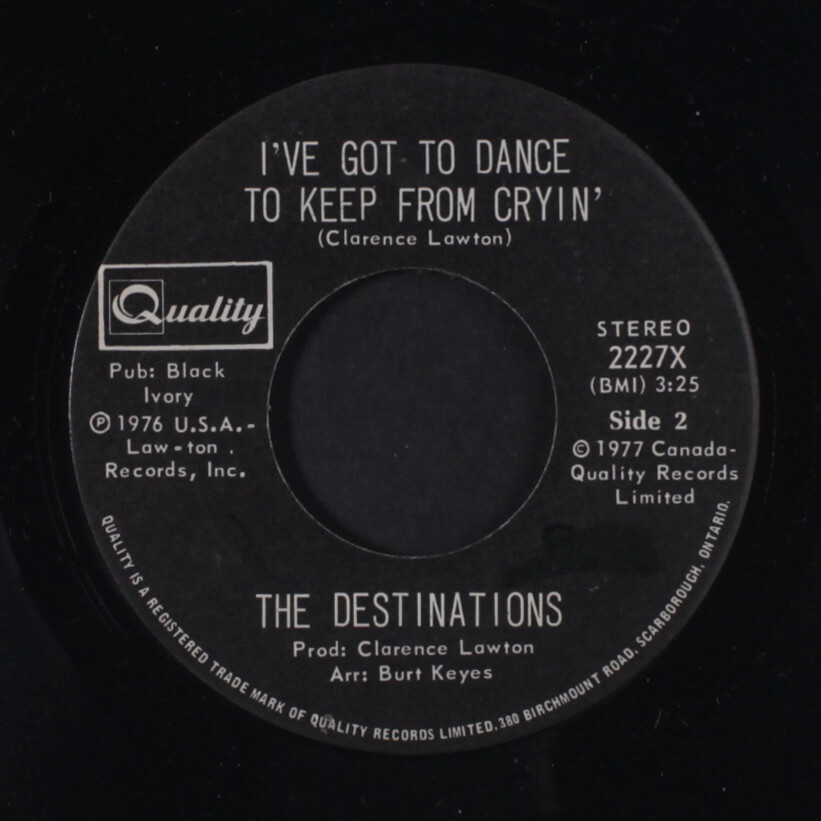 I'VE GOT TO DANCE
TO KEEP FROM CRYIN'
(Clarence Lawton)
Quality
Pub: Black
Ivory
Ⓟ 1976 U.S.A.-
Law-ton .
Records, Inc.
STEREO
2227X
(BMI) 3:25
Side 2
© 1977 Canada-
Quality Records
Limited
THE DESTINATIONS
Prod: Clarence Lawton
Arr: Burt Keyes
QUALITY IS A REGISTERED TRADE MARK OF QUALITY RECORDS LIMITED, 380 BIRCHMOUNT ROAD, SCARBOROUGH, ONTARIO.